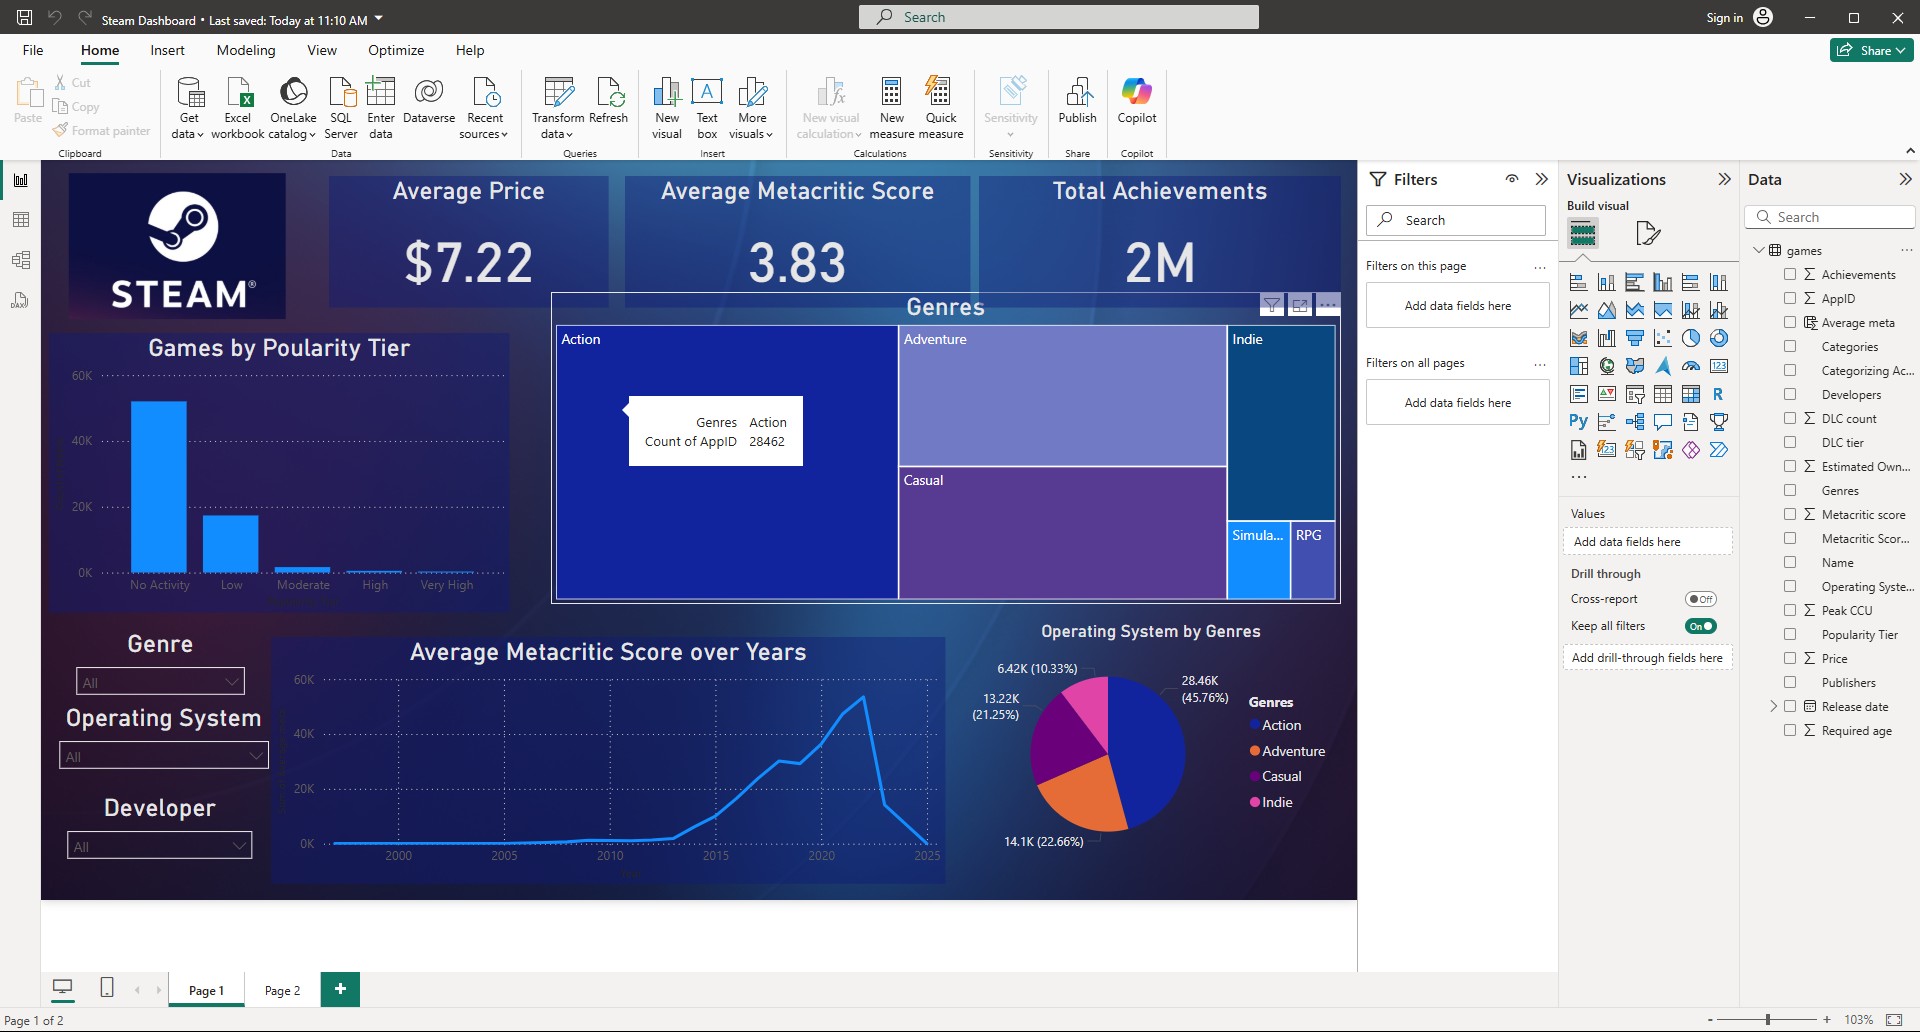 Steam Dashboard • Last saved: Today at 11:10 AM
Search
Sign in
File Home Insert Modeling View Optimize Help
Share
Paste
Cut
Copy
Format painter
Clipboard
Get data
Excel workbook
OneLake catalog
SQL Server
Enter data
Dataverse
Recent sources
Data
Transform data
Refresh
Queries
New visual
Text box
More visuals
Insert
New visual calculation
New measure
Quick measure
Calculations
Sensitivity
Sensitivity
Publish
Share
Copilot
Copilot
STEAM®
Average Price
$7.22
Average Metacritic Score
3.83
Total Achievements
2M
Games by Poularity Tier
60K
40K
20K
0K
No Activity Low Moderate High Very High
Genres
Action
Genres Action
Count of AppID 28462
Adventure
Casual
Indie
Simula...
RPG
Genre
All
Operating System
All
Developer
All
Average Metacritic Score over Years
60K
40K
20K
0K
2000 2005 2010 2015 2020 2025
Operating System by Genres
6.42K (10.33%)
13.22K
(21.25%)
28.46K
(45.76%)
14.1K (22.66%)
Genres
Action
Adventure
Casual
Indie
Filters
Search
Filters on this page
Add data fields here
Filters on all pages
Add data fields here
Visualizations
Build visual
123
R
Py
Values
Add data fields here
Drill through
Cross-report
Off
Keep all filters
On
Add drill-through fields here
Data
Search
games
Achievements
AppID
Average meta
Categories
Categorizing Ac...
Developers
DLC count
DLC tier
Estimated Own...
Genres
Metacritic score
Metacritic Scor...
Name
Operating Syste...
Peak CCU
Popularity Tier
Price
Publishers
Release date
Required age
Page 1
Page 2
Page 1 of 2
103%